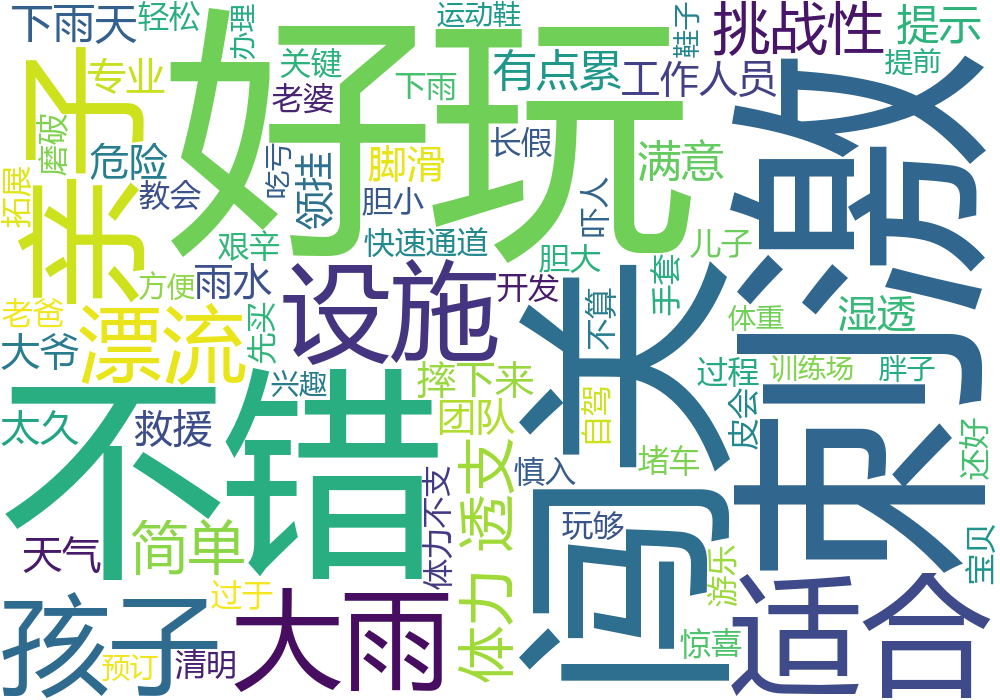 下雨天
轻松
办理
运动鞋
鞋子
挑战性
提示
提前
亲子
专业
好玩
关键
老婆
下雨
有点累
工作人员
刺激
磨破
危险
教会
吃亏
领挂
脚滑
胆小
长假
吓人
满意
拓展
艰辛
快速通道
胆大
儿子
手套
方便
雨水
老爸
大爷
漂流
先买
设施
开发
闯关
不算
体重
湿透
不错
兴趣
摔下来
过程
训练场
胖子
太久
救援
团队
自驾
皮会
还好
体力不支
体力 透支
慎入
堵车
天气
简单
玩够
游乐
宝贝
孩子
过于
预订
清明
大雨
惊喜
适合